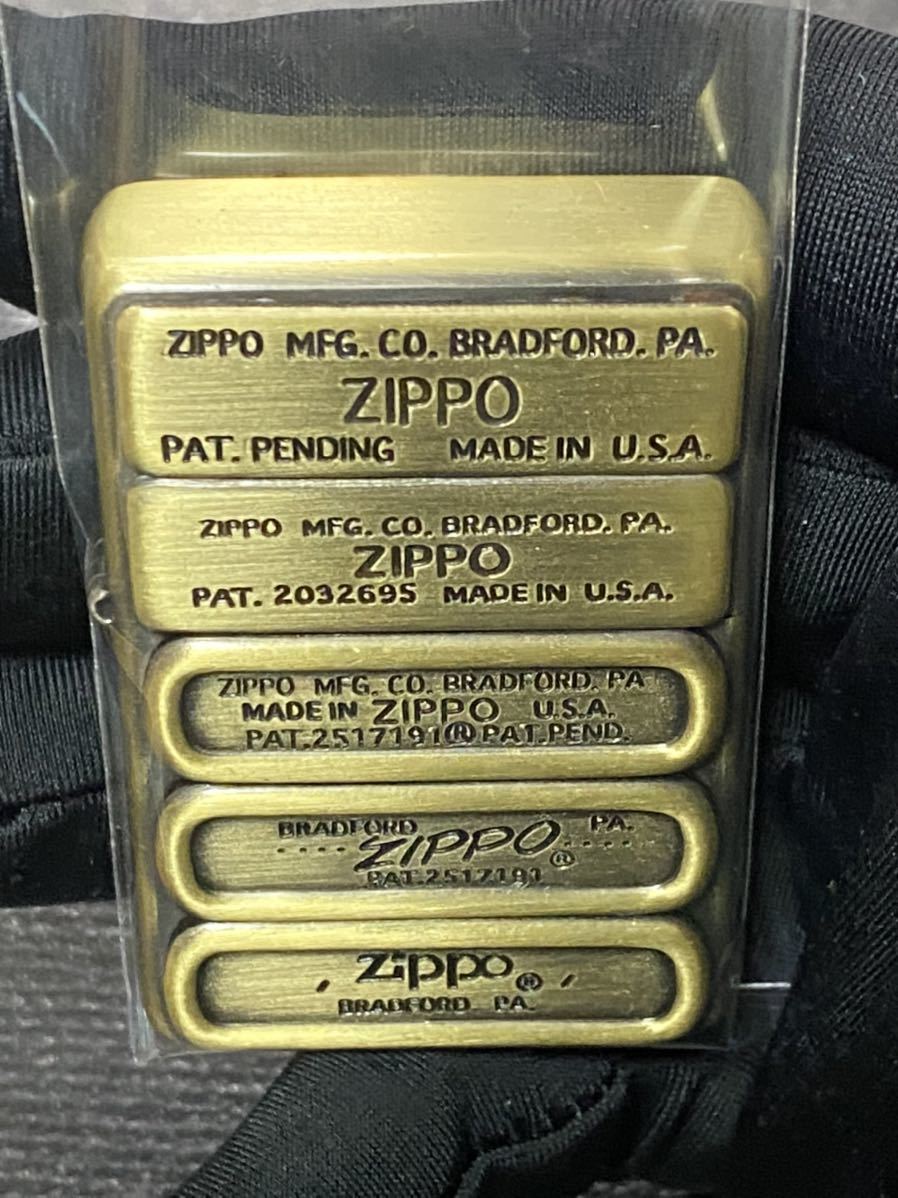 ZIPPO MFG. CO. BRADFORD. PA.
ZIPPO
PAT. PENDING MADE IN U.S.A.
ZIPPO MFG. CO. BRADFORD. PA.
ZIPPO
PAT. 2032695 MADE IN U.S.A.
ZIPPO MFG. CO. BRADFORD. PA
MADE IN ZIPPO U.S.A.
PAT.2517191® PAT.PEND.
BRADFORD PA.
....ZIPPO®....
PAT.2517191
, Zippo® ,
BRADFORD PA.